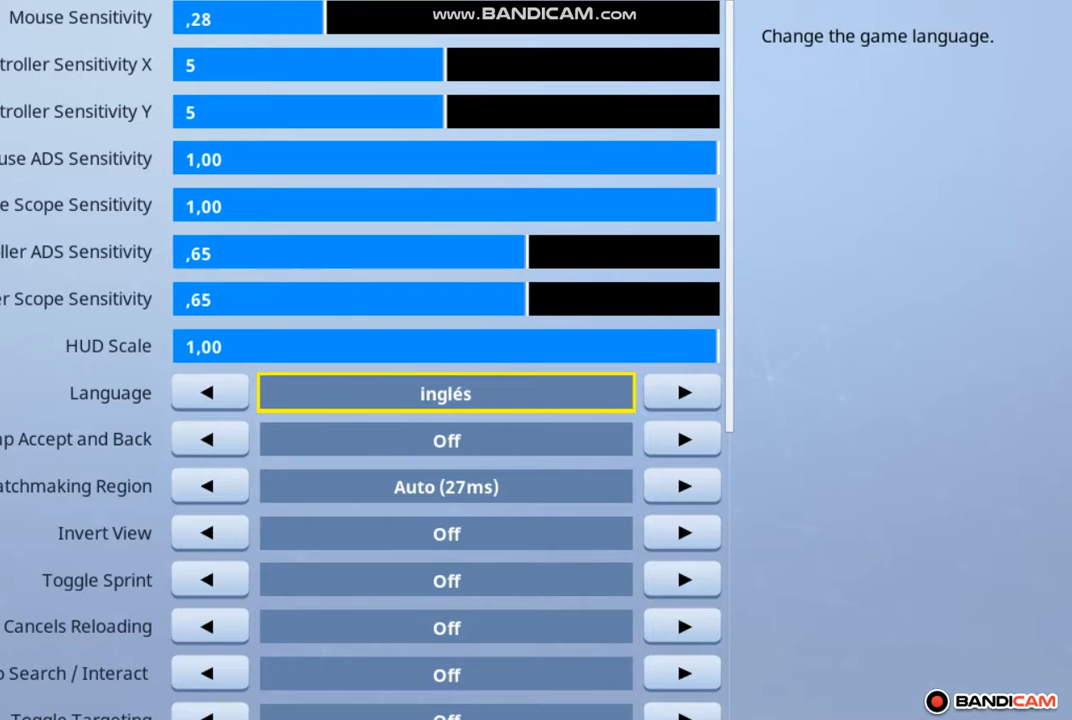 www.BANDICAM.com
Mouse Sensitivity ,28
Change the game language.
troller Sensitivity X 5
troller Sensitivity Y 5
use ADS Sensitivity 1,00
e Scope Sensitivity 1,00
ller ADS Sensitivity ,65
er Scope Sensitivity ,65
HUD Scale 1,00
Language inglés
ap Accept and Back Off
atchmaking Region Auto (27ms)
Invert View Off
Toggle Sprint Off
Cancels Reloading Off
o Search / Interact Off
Toggle Targeting Off
BANDICAM